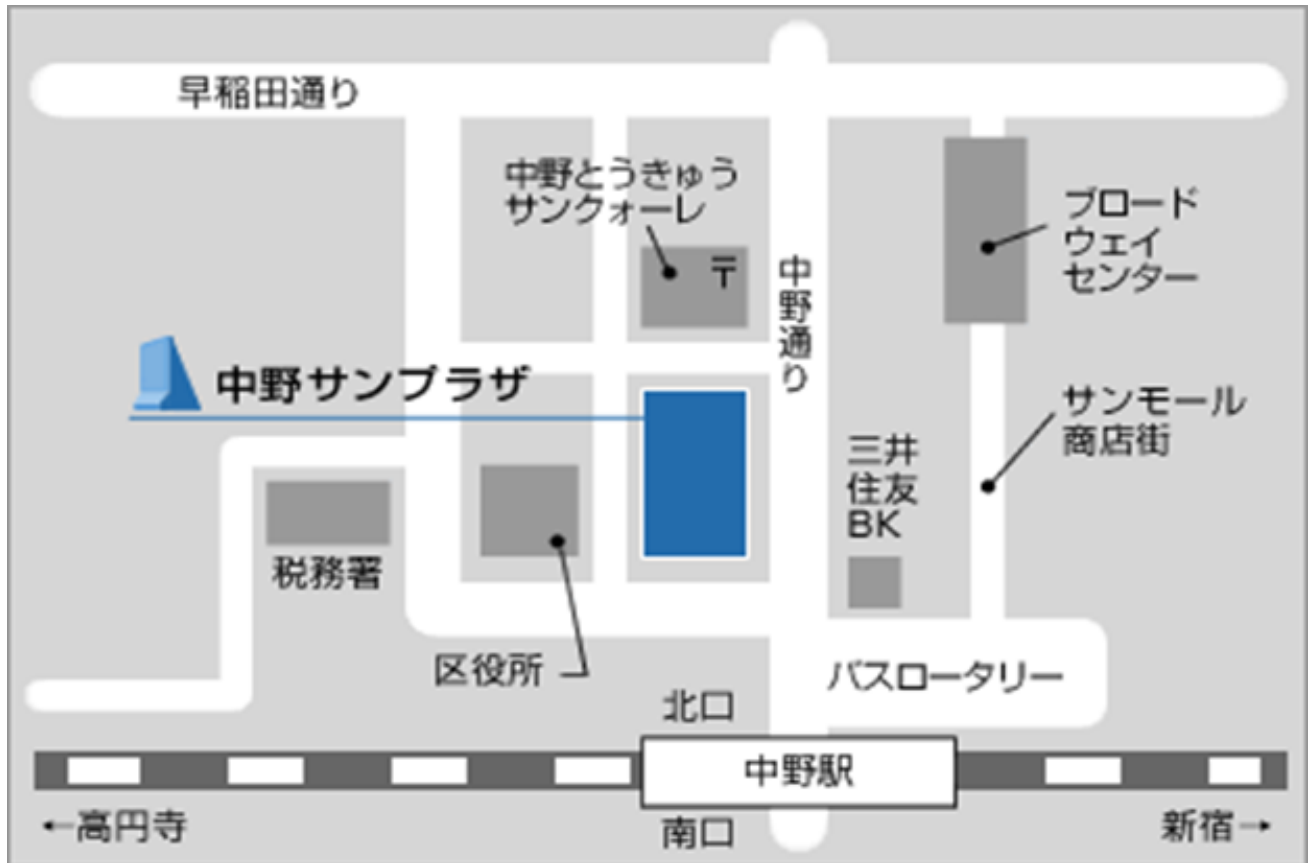 早稲田通り
中野とうきゅう
サンクォーレ
〒
ブロード
ウェイ
センター
中野通り
中野サンプラザ
サンモール
商店街
三井
住友
BK
税務署
区役所
バスロータリー
北口
中野駅
←高円寺
南口
新宿→